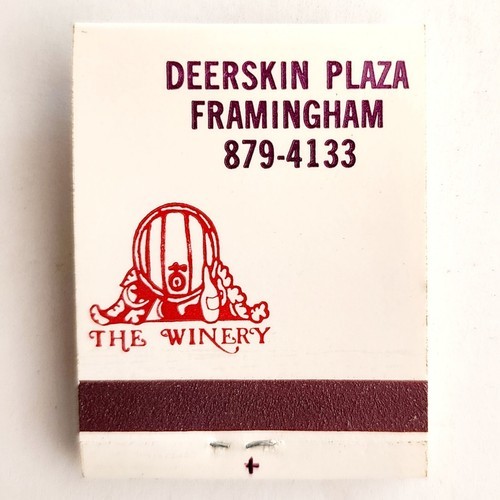 DEERSKIN PLAZA
FRAMINGHAM
879-4133
THE WINERY